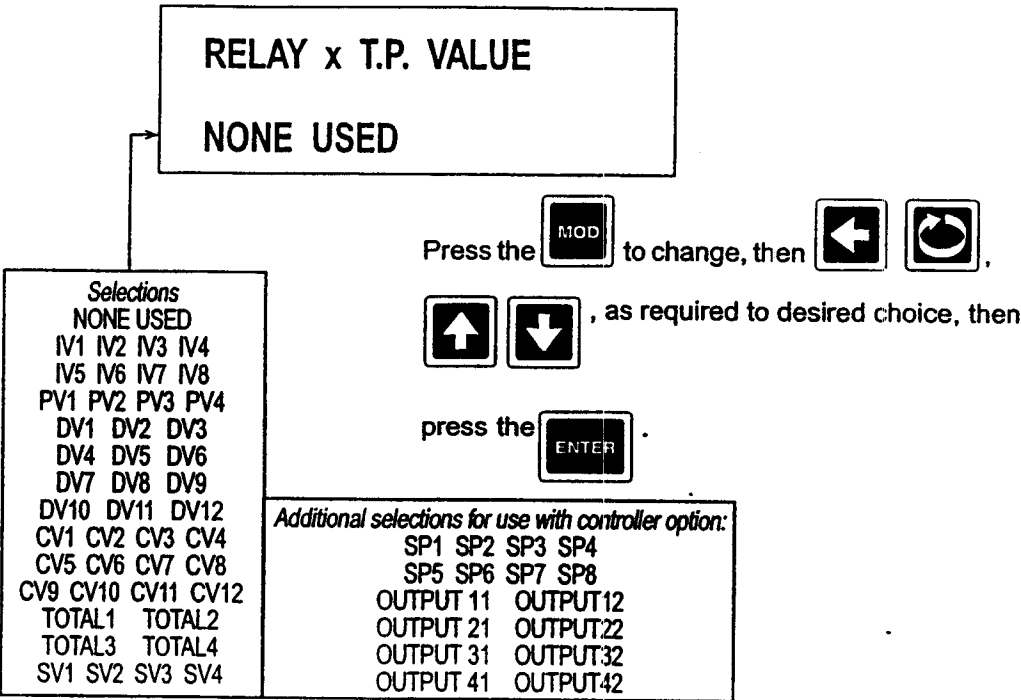 RELAY x T.P. VALUE
NONE USED
Press the MOD to change, then ,
, as required to desired choice, then
press the ENTER .
Selections
NONE USED
IV1 IV2 IV3 IV4
IV5 IV6 IV7 IV8
PV1 PV2 PV3 PV4
DV1 DV2 DV3
DV4 DV5 DV6
DV7 DV8 DV9
DV10 DV11 DV12
CV1 CV2 CV3 CV4
CV5 CV6 CV7 CV8
CV9 CV10 CV11 CV12
TOTAL1 TOTAL2
TOTAL3 TOTAL4
SV1 SV2 SV3 SV4
Additional selections for use with controller option:
SP1 SP2 SP3 SP4
SP5 SP6 SP7 SP8
OUTPUT 11 OUTPUT12
OUTPUT 21 OUTPUT22
OUTPUT 31 OUTPUT32
OUTPUT 41 OUTPUT42